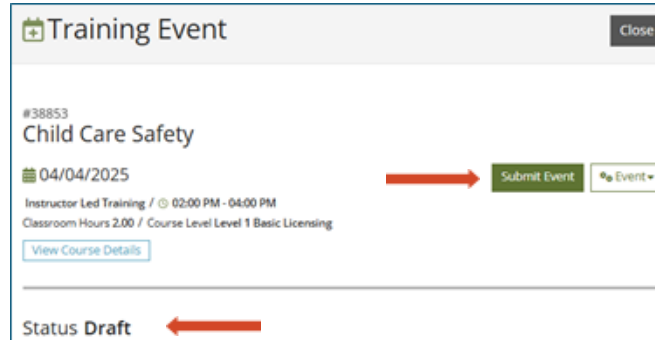 Training Event
Close
#38853
Child Care Safety
04/04/2025
Submit Event
Event
Instructor Led Training / 02:00 PM - 04:00 PM
Classroom Hours 2.00 / Course Level Level 1 Basic Licensing
View Course Details
Status Draft